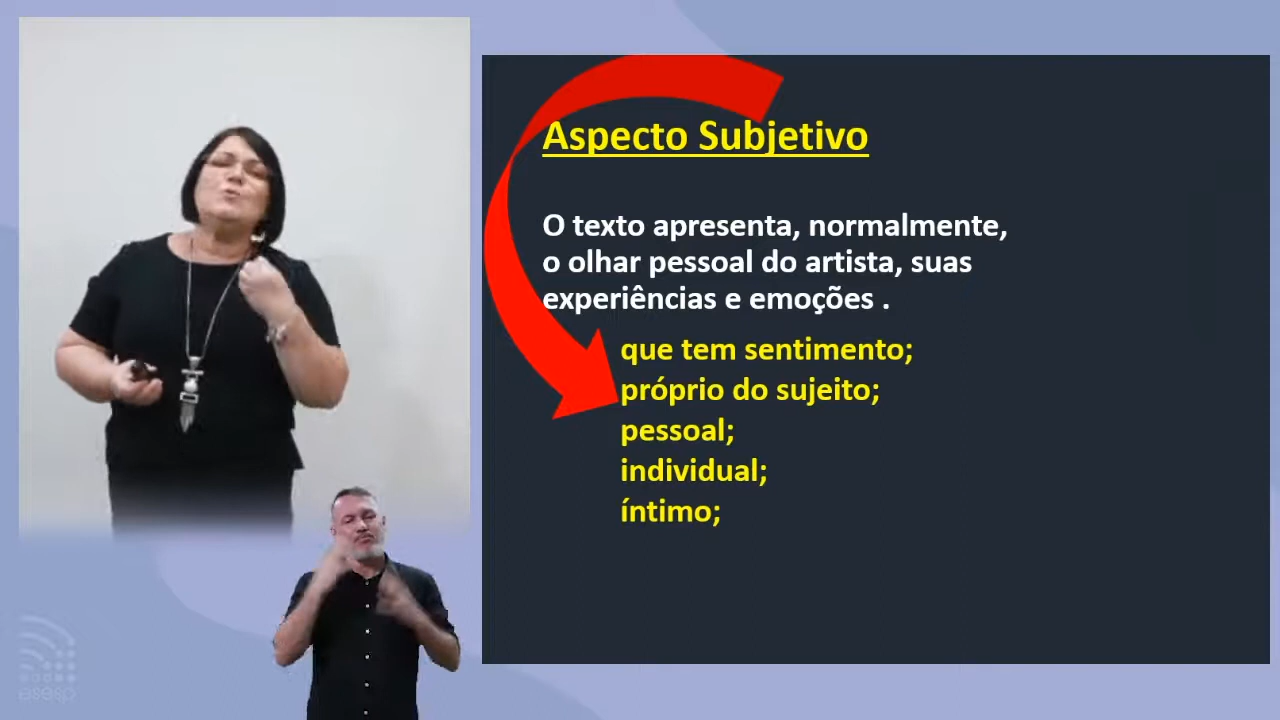 Aspecto Subjetivo
O texto apresenta, normalmente,
o olhar pessoal do artista, suas
experiências e emoções .
que tem sentimento;
próprio do sujeito;
pessoal;
individual;
íntimo;
esesp